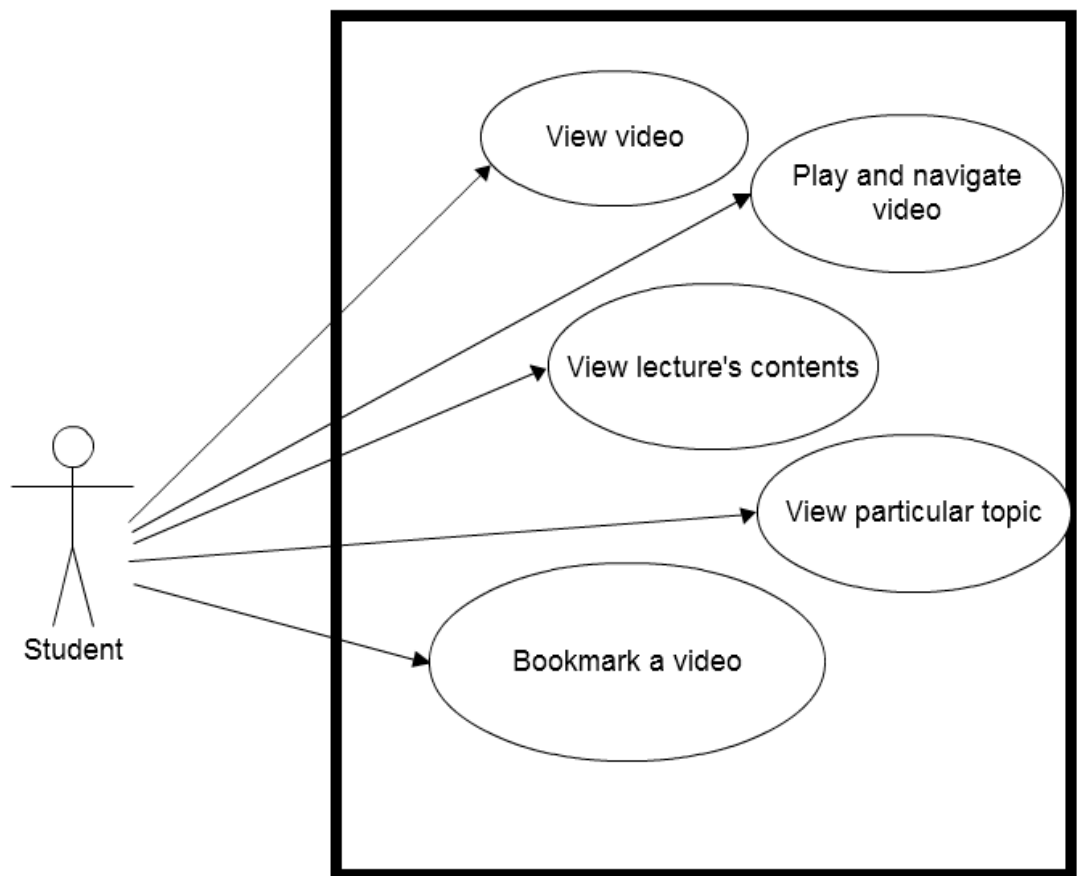 View video
Play and navigate
video
View lecture's contents
View particular topic
Student
Bookmark a video